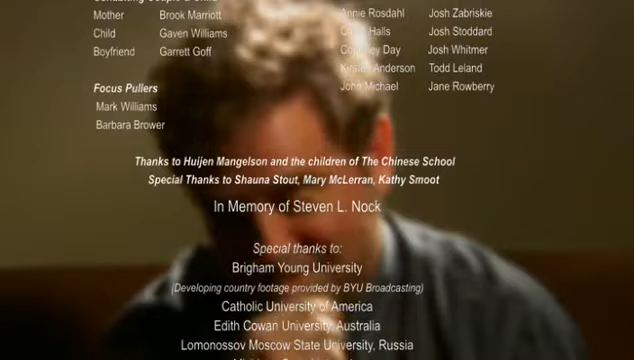 Mother Brook Marriott
Child Gaven Williams
Boyfriend Garrett Goff
Focus Pullers
Mark Williams
Barbara Brower
Annie Rosdahl Josh Zabriskie
Halls Josh Stoddard
Courtney Day Josh Whitmer
Kirsten Anderson Todd Leland
John Michael Jane Rowberry
Thanks to Huijen Mangelson and the children of The Chinese School
Special Thanks to Shauna Stout, Mary McLerran, Kathy Smoot
In Memory of Steven L. Nock
Special thanks to:
Brigham Young University
(Developing country footage provided by BYU Broadcasting)
Catholic University of America
Edith Cowan University, Australia
Lomonossov Moscow State University, Russia